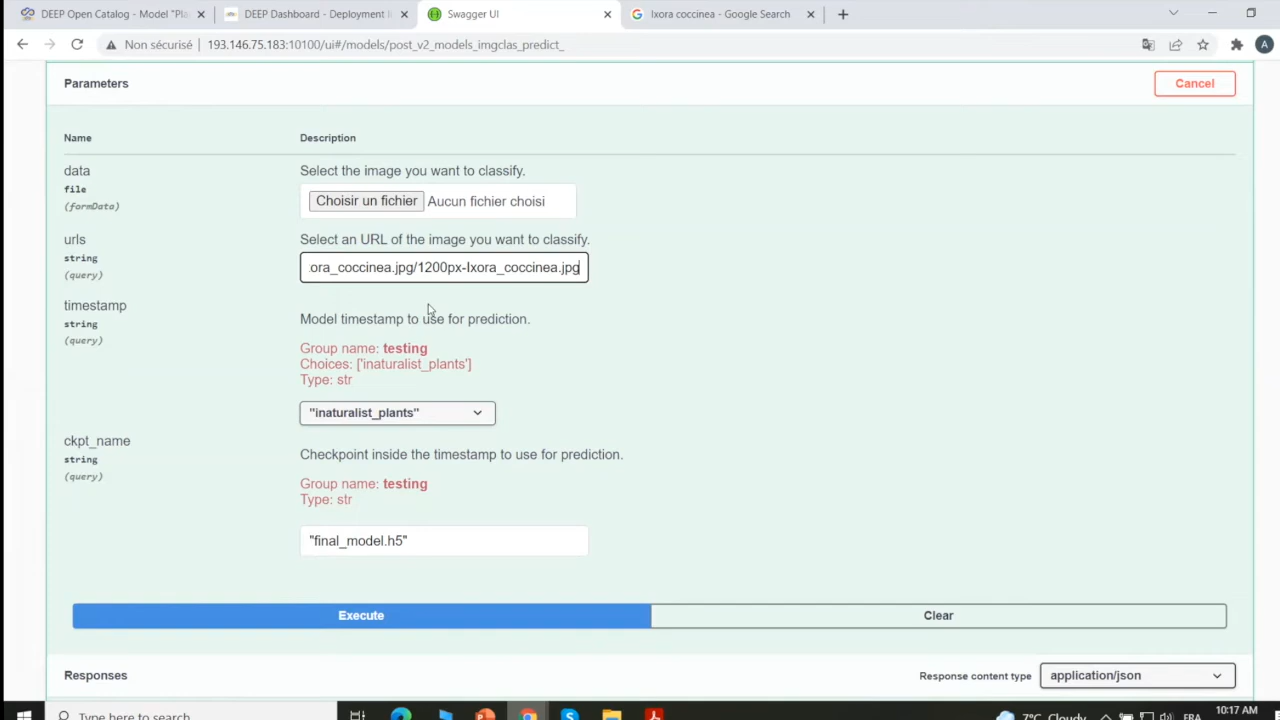 DEEP Open Catalog - Model "Pla
DEEP Dashboard - Deployment
Swagger UI
Ixora coccinea - Google Search
Non sécurisé
193.146.75.183:10100/ui#/models/post_v2_models_imgclas_predict_
A
Parameters
Cancel
Name
Description
data
Select the image you want to classify.
file
(formData)
Choisir un fichier
Aucun fichier choisi
urls
Select an URL of the image you want to classify.
string
(query)
ora_coccinea.jpg/1200px-Ixora_coccinea.jpg
timestamp
string
(query)
Model timestamp to use for prediction.
Group name: testing
Choices: ['inaturalist_plants']
Type: str
"inaturalist_plants"
ckpt_name
string
(query)
Checkpoint inside the timestamp to use for prediction.
Group name: testing
Type: str
"final_model.h5"
Execute
Clear
Responses
Response content type
application/json
Type here to search
7°C Cloudy
FRA
10:17 AM